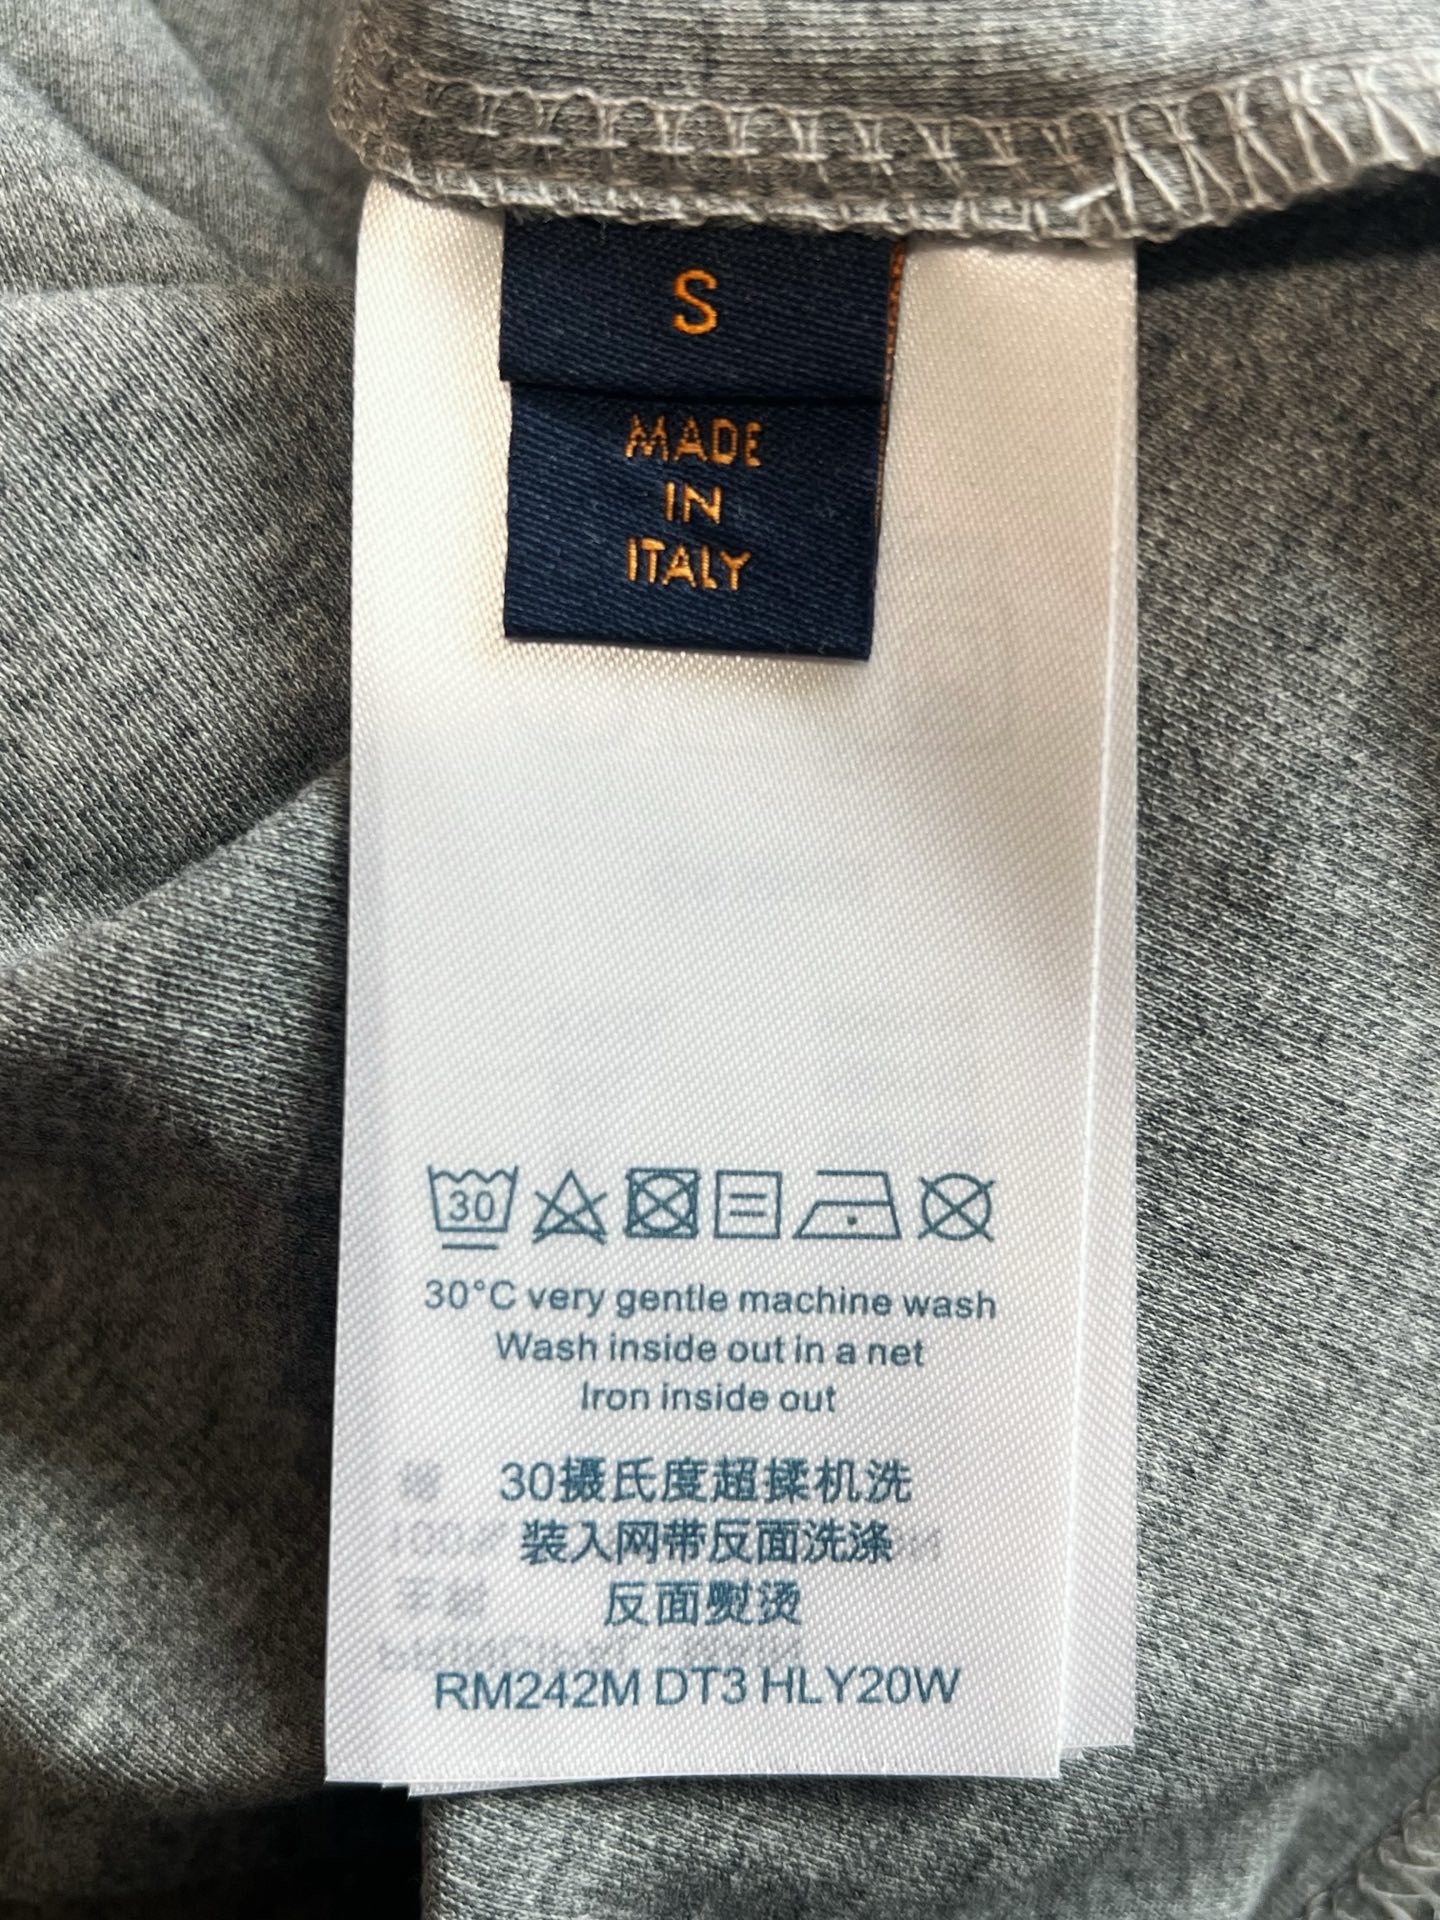 S
MADE
IN
ITALY
30
30°C very gentle machine wash
Wash inside out in a net
Iron inside out
30摄氏度超揉机洗
装入网带反面洗涤
反面熨烫
RM242M DT3 HLY20W